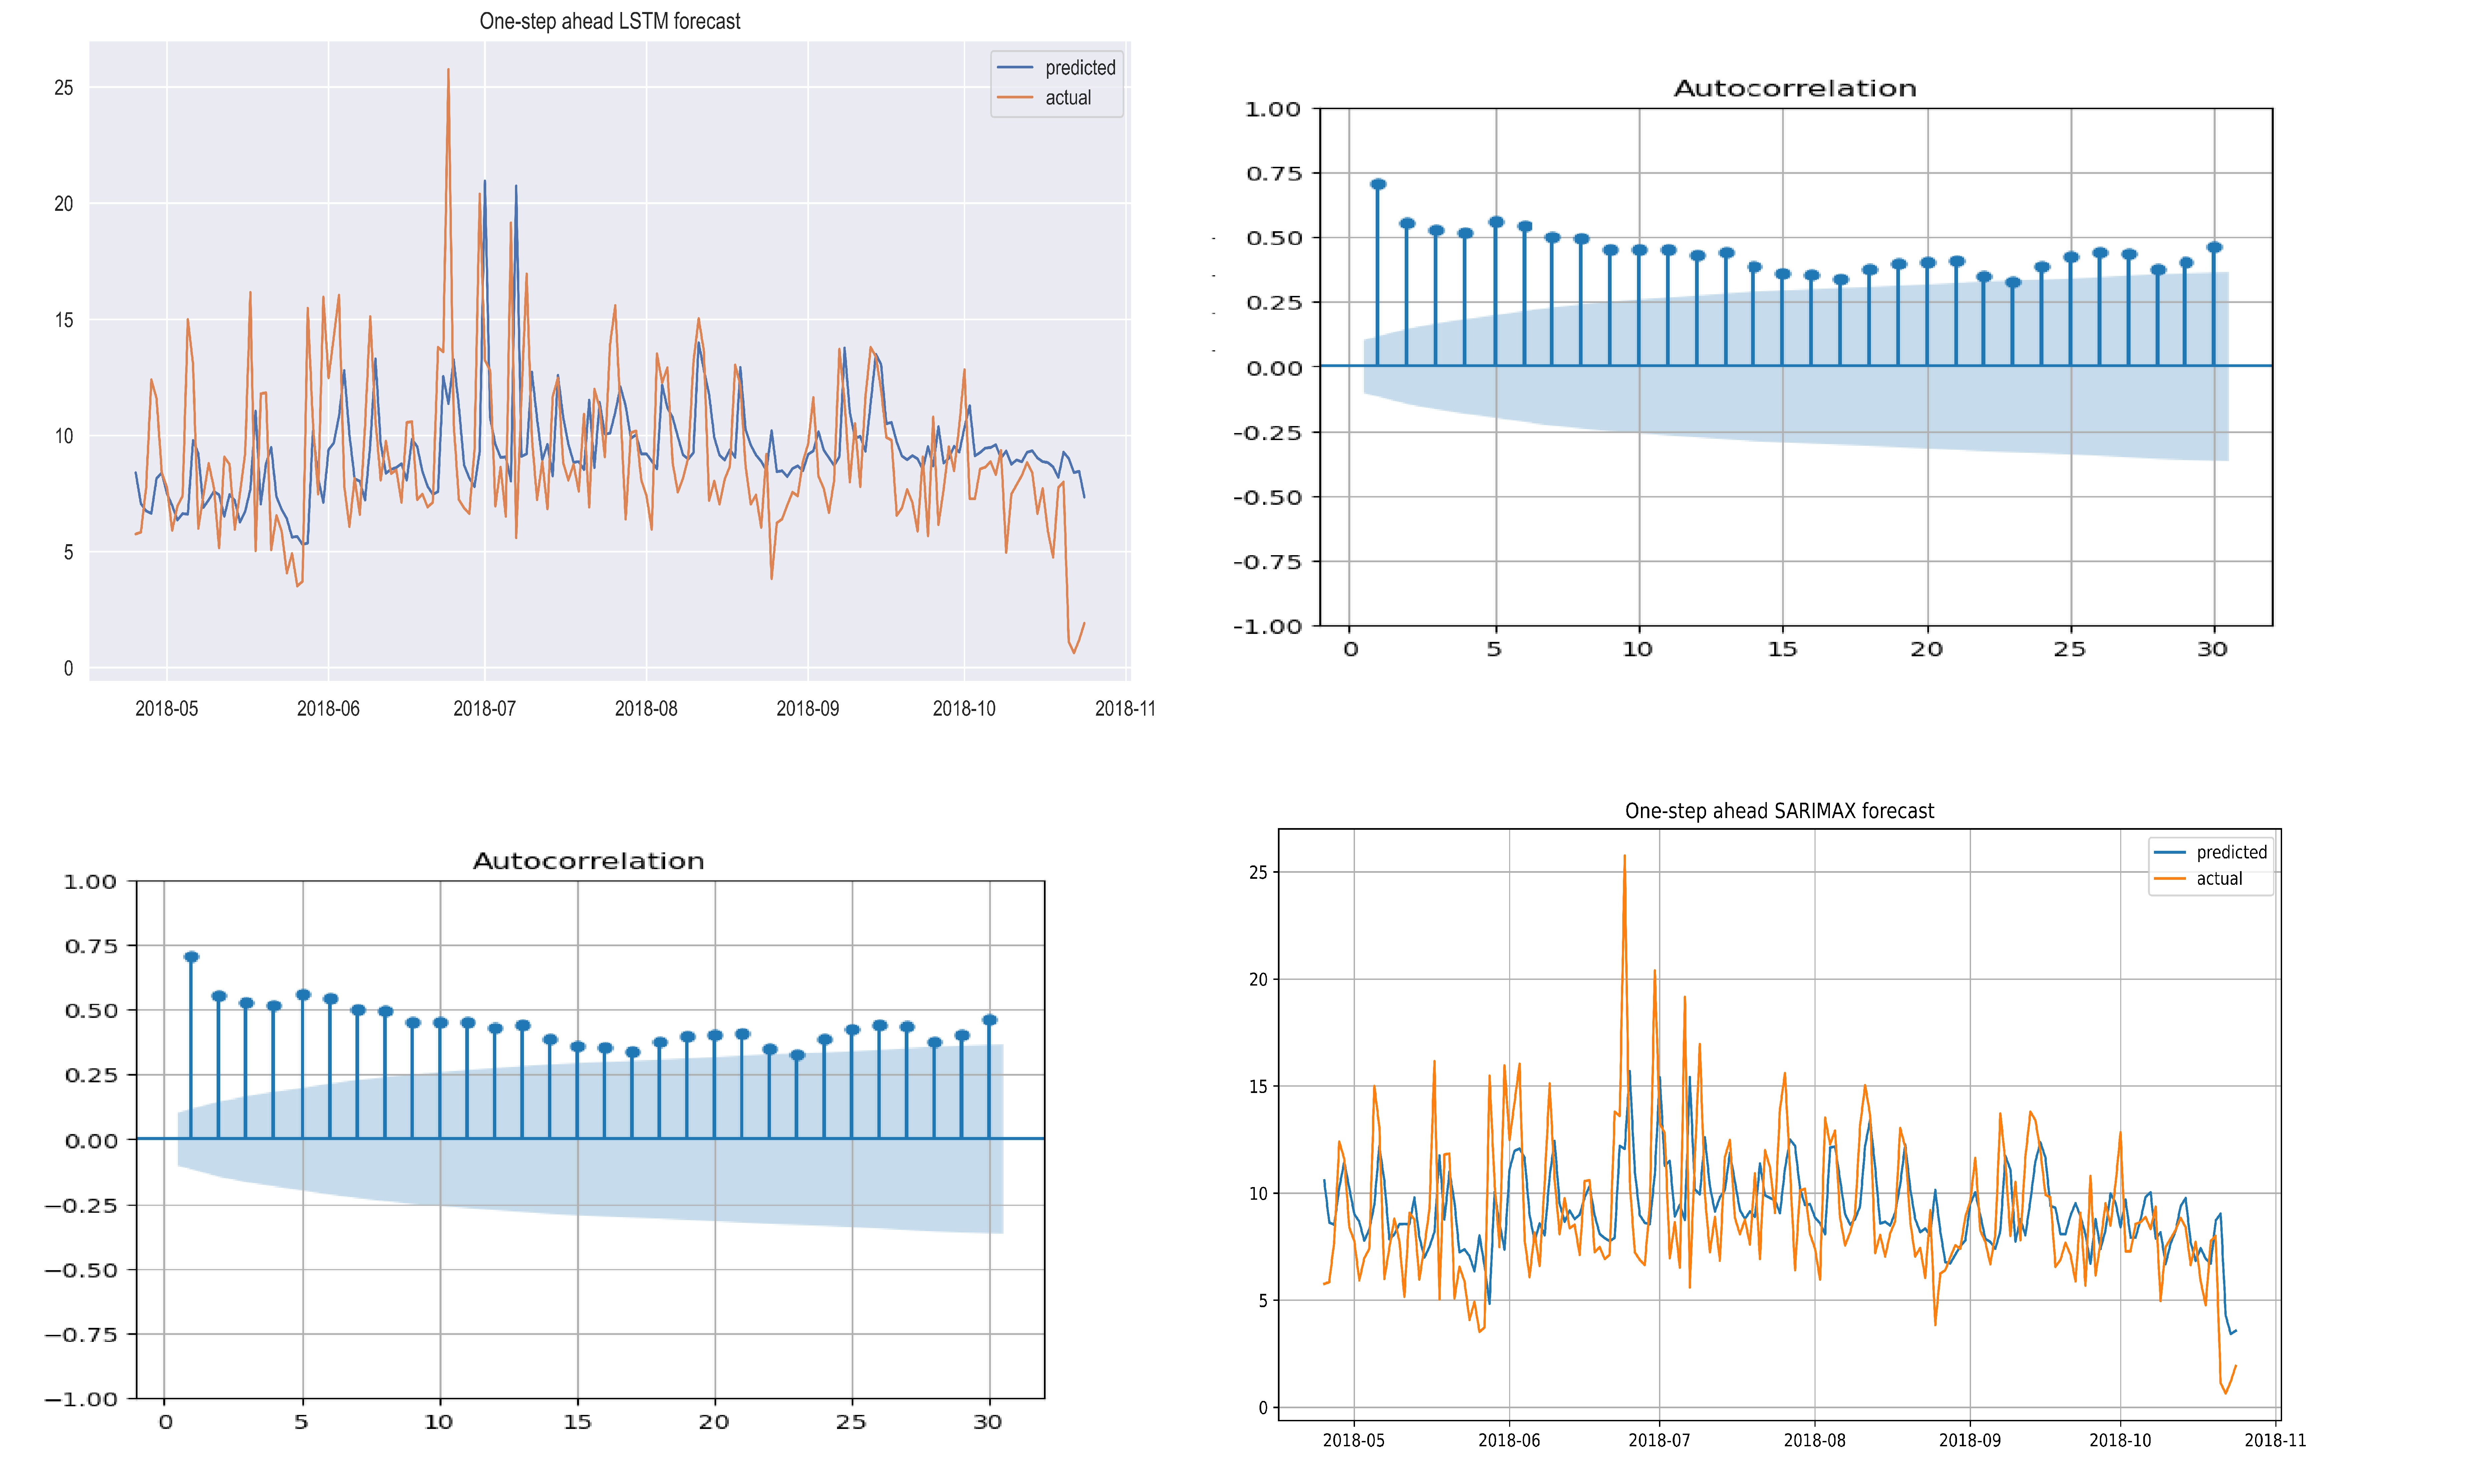 One-step ahead LSTM forecast
predicted
actual
25
20
15
10
5
0
2018-05 2018-06 2018-07 2018-08 2018-09 2018-10 2018-11
Autocorrelation
1.00
0.75
0.50
0.25
0.00
-0.25
-0.50
-0.75
-1.00
0 5 10 15 20 25 30
Autocorrelation
1.00
0.75
0.50
0.25
0.00
−0.25
−0.50
−0.75
−1.00
0 5 10 15 20 25 30
One-step ahead SARIMAX forecast
predicted
actual
25
20
15
10
5
0
2018-05 2018-06 2018-07 2018-08 2018-09 2018-10 2018-11